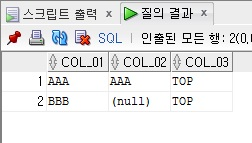 스크립트 출력 x 질의 결과 x
SQL | 인출된 모든 행: 2(0.
COL_01 COL_02 COL_03
1 AAA AAA TOP
2 BBB (null) TOP